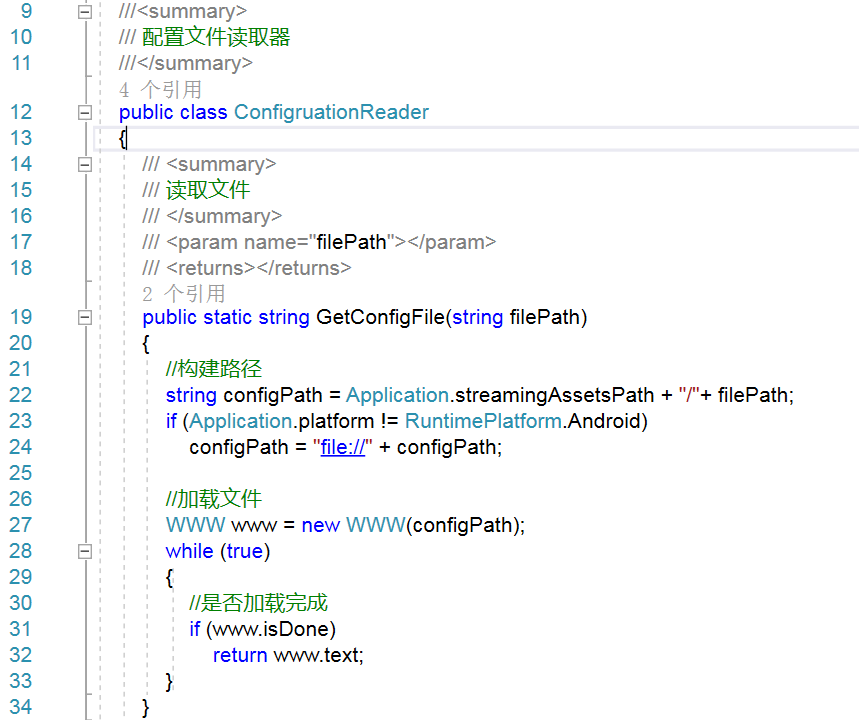 9 ///<summary>
10 /// 配置文件读取器
11 ///</summary>
4 个引用
12 public class ConfigruationReader
13 {
14 /// <summary>
15 /// 读取文件
16 /// </summary>
17 /// <param name="filePath"></param>
18 /// <returns></returns>
2 个引用
19 public static string GetConfigFile(string filePath)
20 {
21 //构建路径
22 string configPath = Application.streamingAssetsPath + "/"+ filePath;
23 if (Application.platform != RuntimePlatform.Android)
24 configPath = "file://" + configPath;
25
26 //加载文件
27 WWW www = new WWW(configPath);
28 while (true)
29 {
30 //是否加载完成
31 if (www.isDone)
32 return www.text;
33 }
34 }